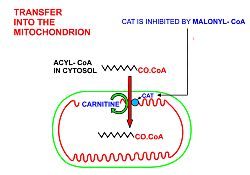 TRANSFER
INTO THE
MITOCHONDRION
CAT IS INHIBITED BY MALONYL- CoA
ACYL- CoA
IN CYTOSOL
CO.CoA
CAT
CARNITINE
CO.CoA